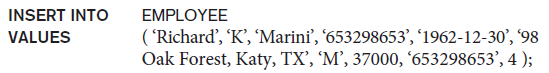 INSERT INTO EMPLOYEE
VALUES ( ‘Richard’, ‘K’, ‘Marini’, ‘653298653’, ‘1962-12-30’, ‘98
Oak Forest, Katy, TX’, ‘M’, 37000, ‘653298653’, 4 );